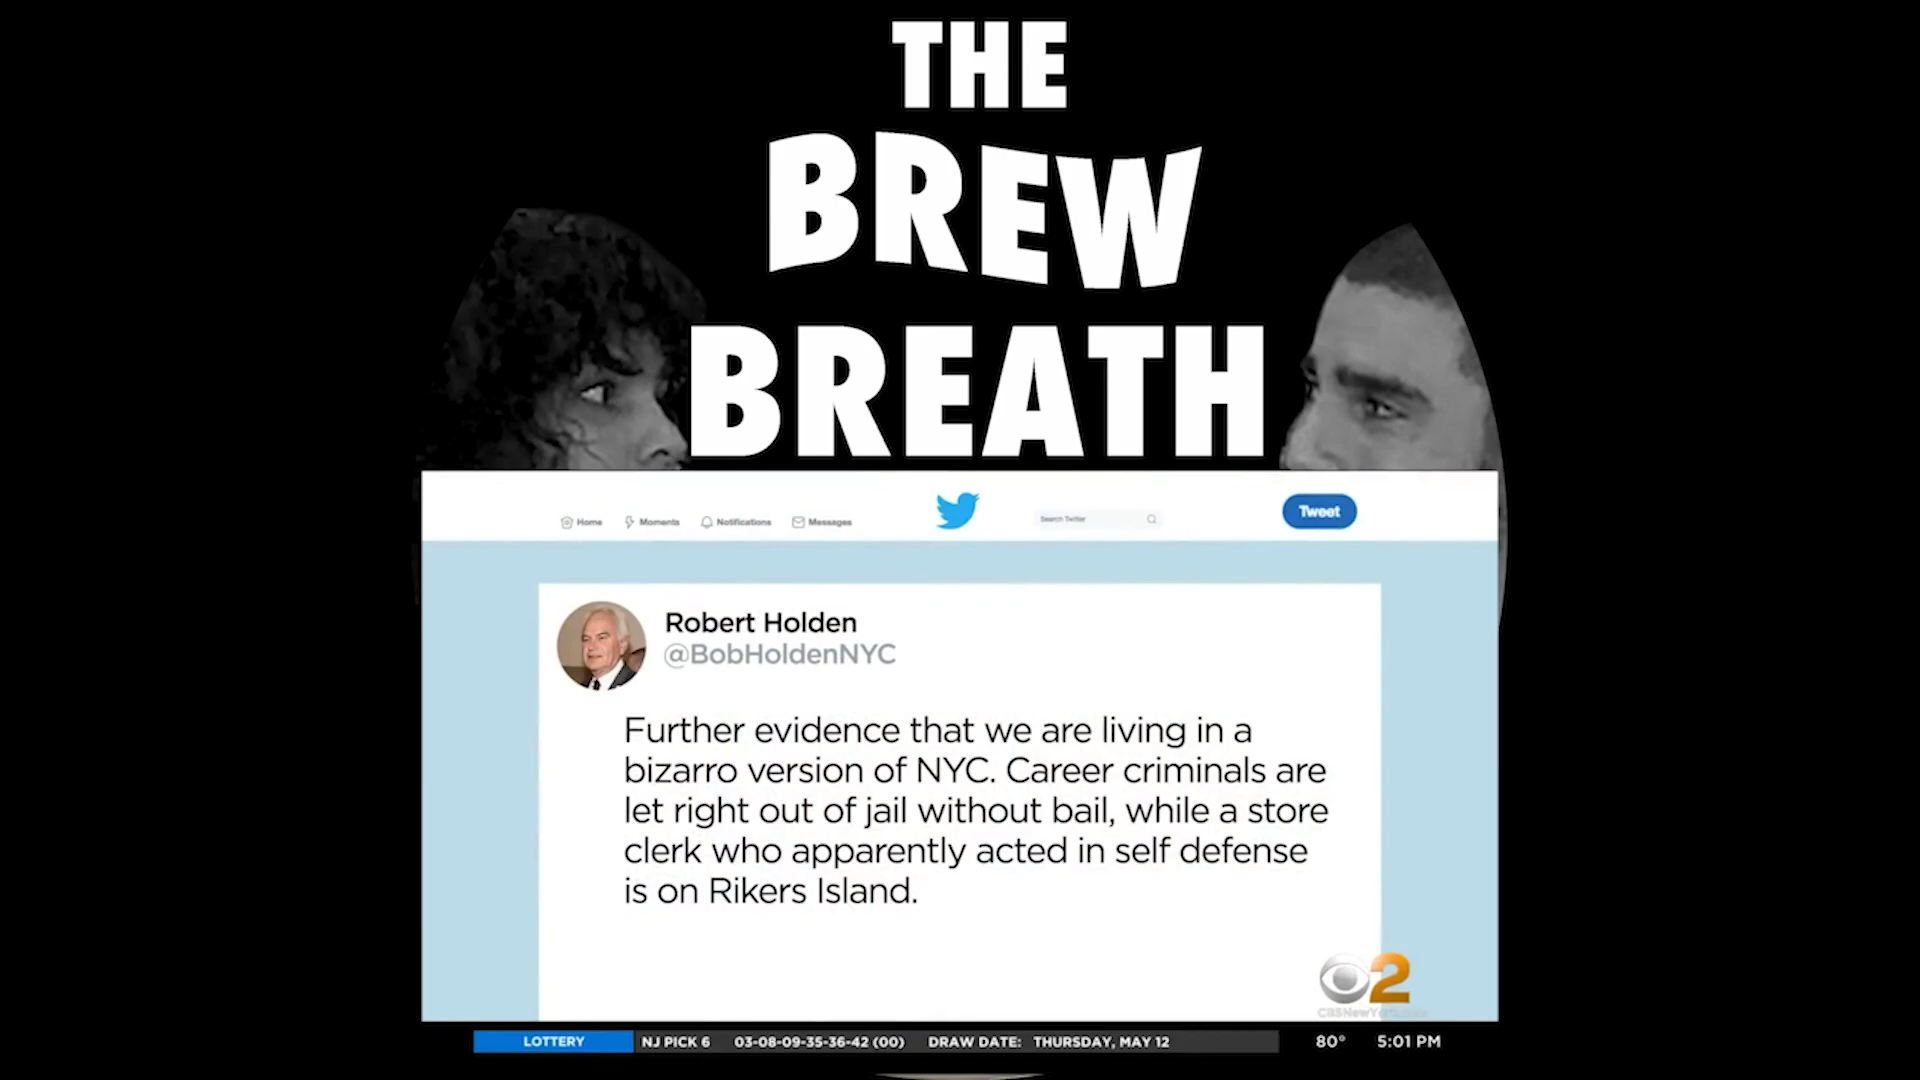 THE
BREW
BREATH
Home Moments Notifications Messages Search Twitter Tweet
Robert Holden
@BobHoldenNYC
Further evidence that we are living in a
bizarro version of NYC. Career criminals are
let right out of jail without bail, while a store
clerk who apparently acted in self defense
is on Rikers Island.
2
LOTTERY NJ PICK 6 03-08-09-35-36-42 (00) DRAW DATE: THURSDAY, MAY 12 80° 5:01 PM